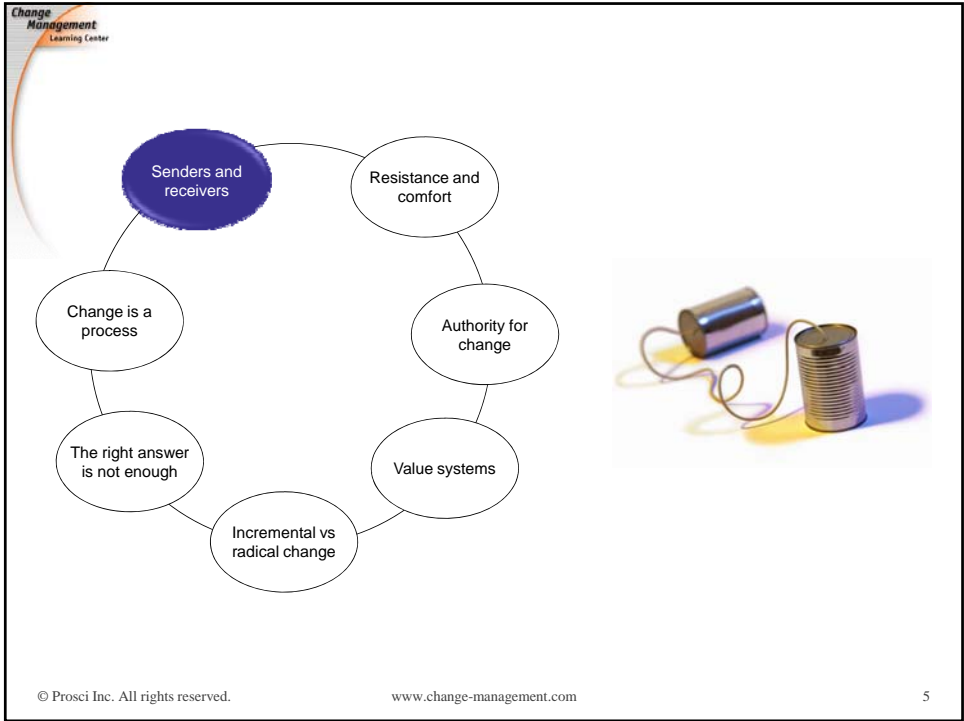 Change
Management
Learning Center
Senders and
receivers
Resistance and
comfort
Authority for
change
Value systems
Incremental vs
radical change
The right answer
is not enough
Change is a
process
© Prosci Inc. All rights reserved.
www.change-management.com
5